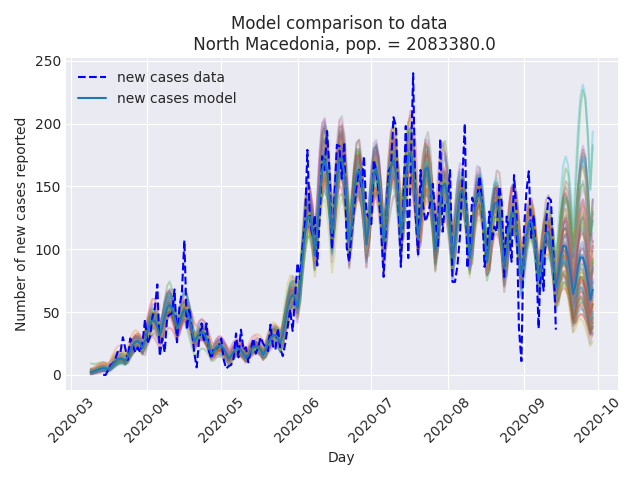 Model comparison to data
North Macedonia, pop. = 2083380.0
250
200
150
100
50
0
Number of new cases reported
new cases data
new cases model
2020-03
2020-04
2020-05
2020-06
2020-07
2020-08
2020-09
2020-10
Day